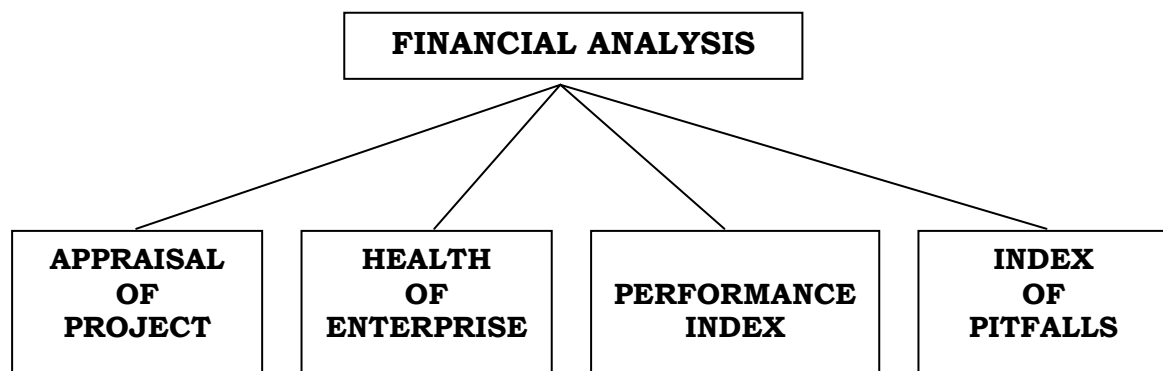 FINANCIAL ANALYSIS
APPRAISAL
OF
PROJECT
HEALTH
OF
ENTERPRISE
PERFORMANCE
INDEX
INDEX
OF
PITFALLS